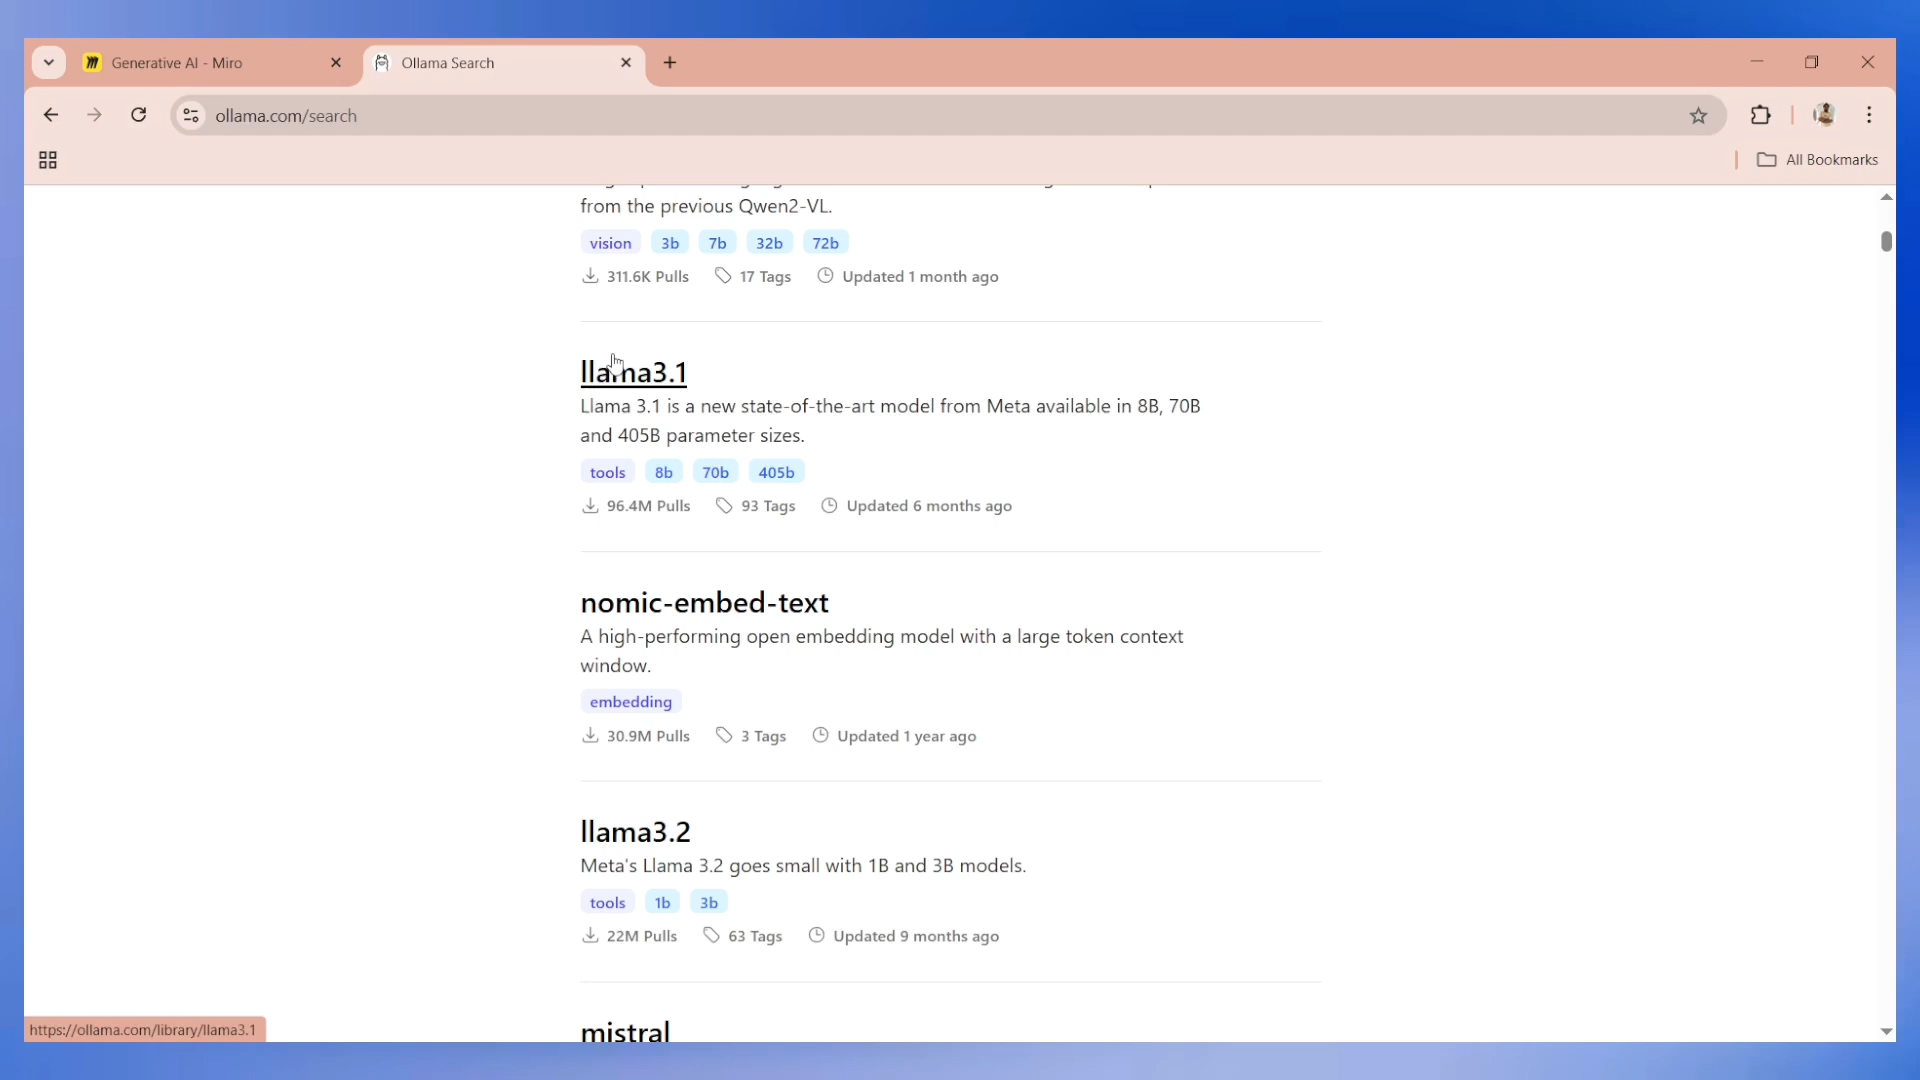 Generative AI - Miro
Ollama Search
ollama.com/search
All Bookmarks
from the previous Qwen2-VL.
vision 3b 7b 32b 72b
311.6K Pulls 17 Tags Updated 1 month ago
llama3.1
Llama 3.1 is a new state-of-the-art model from Meta available in 8B, 70B
and 405B parameter sizes.
tools 8b 70b 405b
96.4M Pulls 93 Tags Updated 6 months ago
nomic-embed-text
A high-performing open embedding model with a large token context
window.
embedding
30.9M Pulls 3 Tags Updated 1 year ago
llama3.2
Meta's Llama 3.2 goes small with 1B and 3B models.
tools 1b 3b
22M Pulls 63 Tags Updated 9 months ago
mistral
https://ollama.com/library/llama3.1